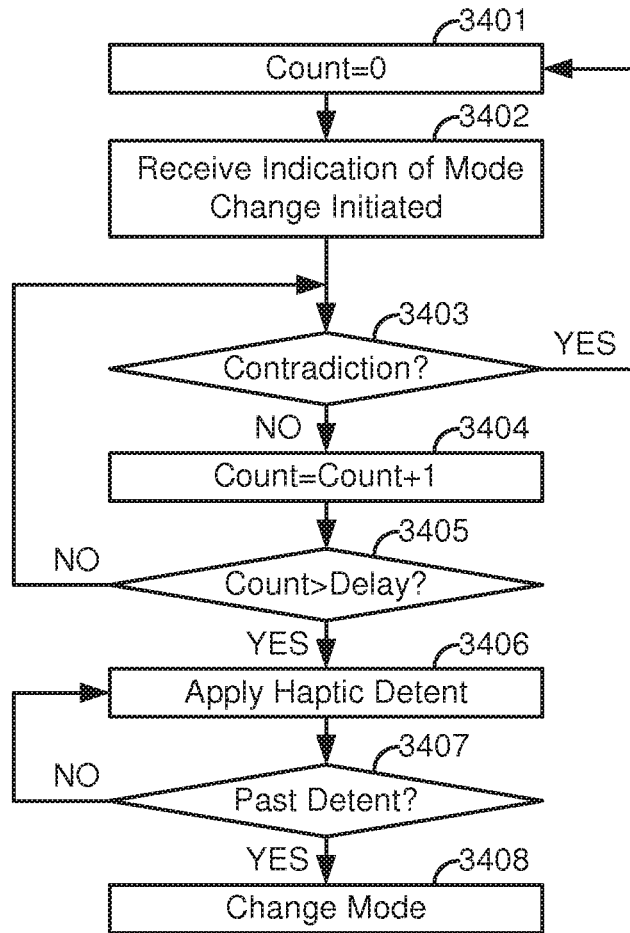 3401
Count=0
3402
Receive Indication of Mode
Change Initiated
3403
Contradiction?
YES
NO
3404
Count=Count+1
3405
NO
Count>Delay?
YES
3406
Apply Haptic Detent
3407
NO
Past Detent?
YES
3408
Change Mode